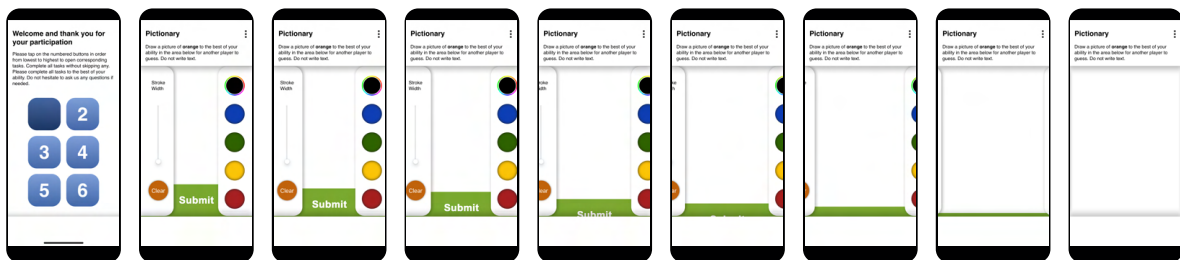 Welcome and thank you for
your participation
Please tap on the numbered buttons in order
from lowest to highest to open corresponding
tasks. Complete all tasks without skipping any.
Please complete all tasks to the best of your
ability. Do not hesitate to ask us any questions if
needed.
2
3 4
5 6
Pictionary
Draw a picture of orange to the best of your
ability in the area below for another player to
guess. Do not write text.
Stroke
Width
Clear
Submit
Pictionary
Draw a picture of orange to the best of your
ability in the area below for another player to
guess. Do not write text.
Stroke
Width
Clear
Submit
Pictionary
Draw a picture of orange to the best of your
ability in the area below for another player to
guess. Do not write text.
Stroke
Width
Clear
Submit
Pictionary
Draw a picture of orange to the best of your
ability in the area below for another player to
guess. Do not write text.
troke
idth
ear
Submit
Pictionary
Draw a picture of orange to the best of your
ability in the area below for another player to
guess. Do not write text.
ke
h
ar
Pictionary
Draw a picture of orange to the best of your
ability in the area below for another player to
guess. Do not write text.
Pictionary
Draw a picture of orange to the best of your
ability in the area below for another player to
guess. Do not write text.
Pictionary
Draw a picture of orange to the best of your
ability in the area below for another player to
guess. Do not write text.